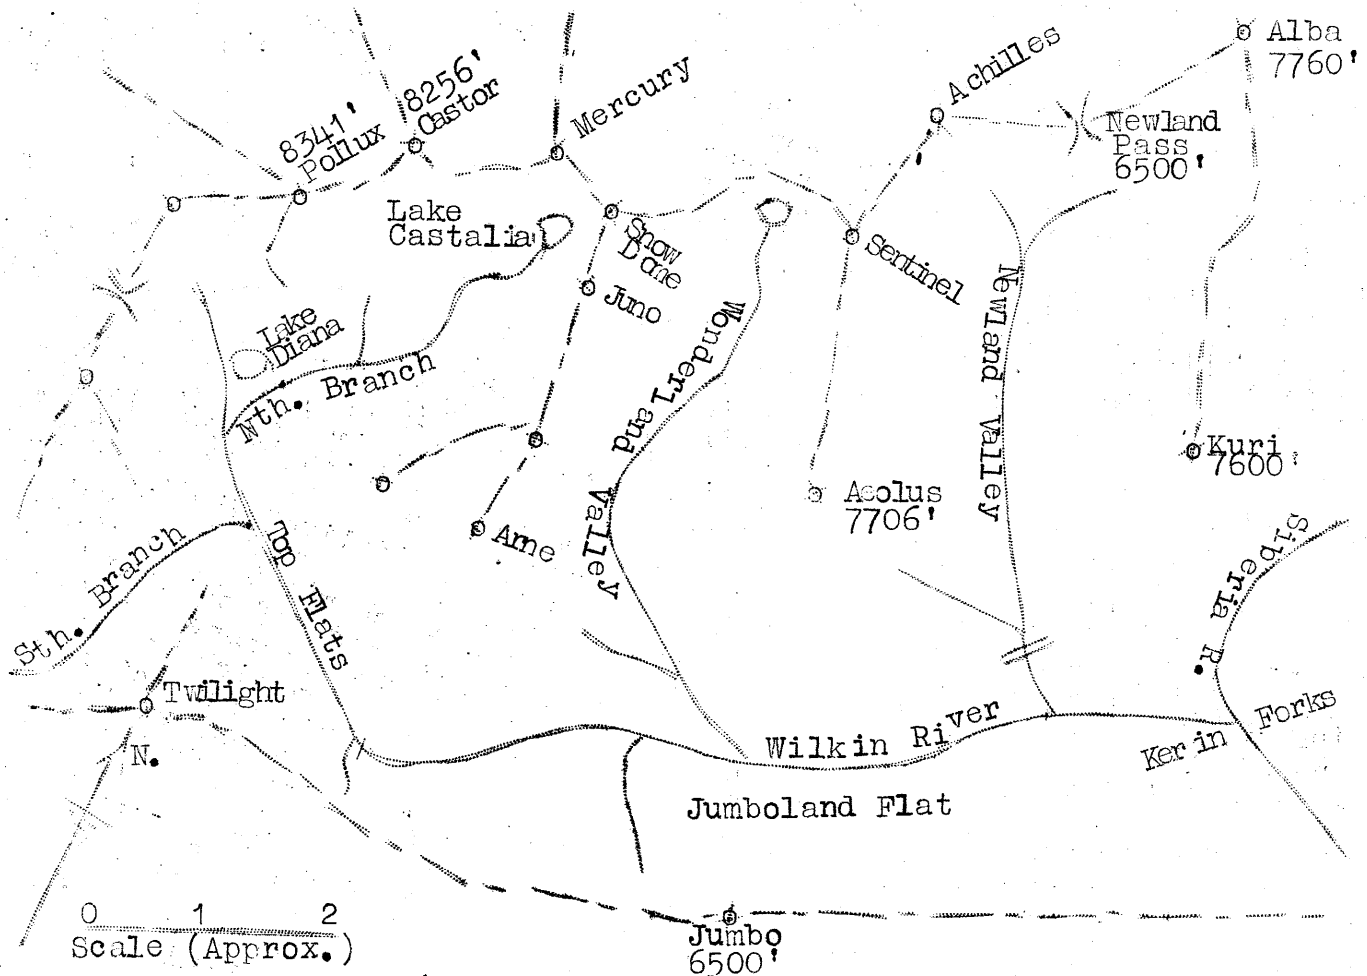 Alba
7760'
Achilles
Newland
Pass
6500'
Mercury
8256'
Castor
8341'
Pollux
Lake
Castalia
Snow
Dome
Juno
Sentinel
Lake
Diana
Nth. Branch
Wonderland Valley
Newland Valley
Kuri
7600'
Aeolus
7706'
Arne
Siberia R.
Top Flats
Sth. Branch
Twilight
N.
Wilkin River
Kerin Forks
Jumboland Flat
0 1 2
Scale (Approx.)
Jumbo
6500'